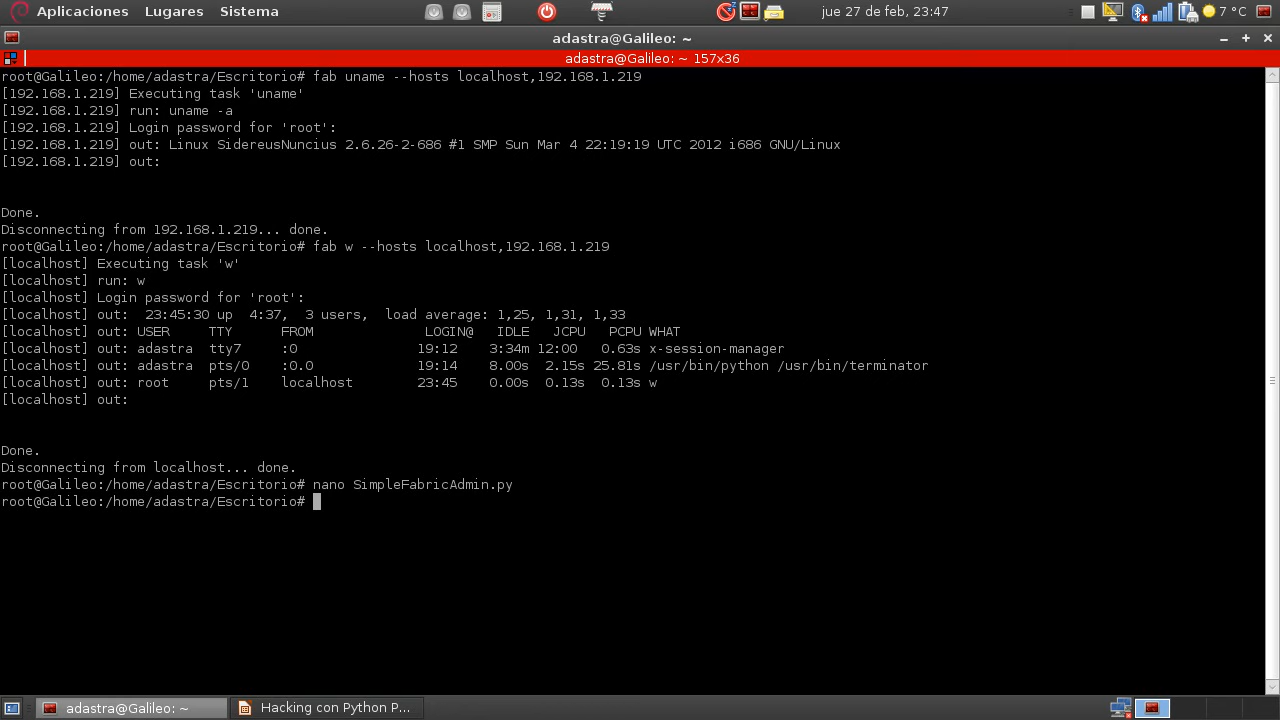 Aplicaciones Lugares Sistema jue 27 de feb, 23:47 7 °C
adastra@Galileo: ~
adastra@Galileo: ~ 157x36
root@Galileo:/home/adastra/Escritorio# fab uname --hosts localhost,192.168.1.219
[192.168.1.219] Executing task 'uname'
[192.168.1.219] run: uname -a
[192.168.1.219] Login password for 'root':
[192.168.1.219] out: Linux SidereusNuncius 2.6.26-2-686 #1 SMP Sun Mar 4 22:19:19 UTC 2012 i686 GNU/Linux
[192.168.1.219] out:
Done.
Disconnecting from 192.168.1.219... done.
root@Galileo:/home/adastra/Escritorio# fab w --hosts localhost,192.168.1.219
[localhost] Executing task 'w'
[localhost] run: w
[localhost] Login password for 'root':
[localhost] out:  23:45:30 up  4:37,  3 users,  load average: 1,25, 1,31, 1,33
[localhost] out: USER     TTY      FROM              LOGIN@   IDLE   JCPU   PCPU WHAT
[localhost] out: adastra  tty7     :0               19:12    3:34m 12:00   0.63s x-session-manager
[localhost] out: adastra  pts/0    :0.0             19:14    8.00s  2.15s 25.81s /usr/bin/python /usr/bin/terminator
[localhost] out: root     pts/1    localhost        23:45    0.00s  0.13s  0.13s w
[localhost] out:
Done.
Disconnecting from localhost... done.
root@Galileo:/home/adastra/Escritorio# nano SimpleFabricAdmin.py
root@Galileo:/home/adastra/Escritorio#
adastra@Galileo: ~ Hacking con Python P...